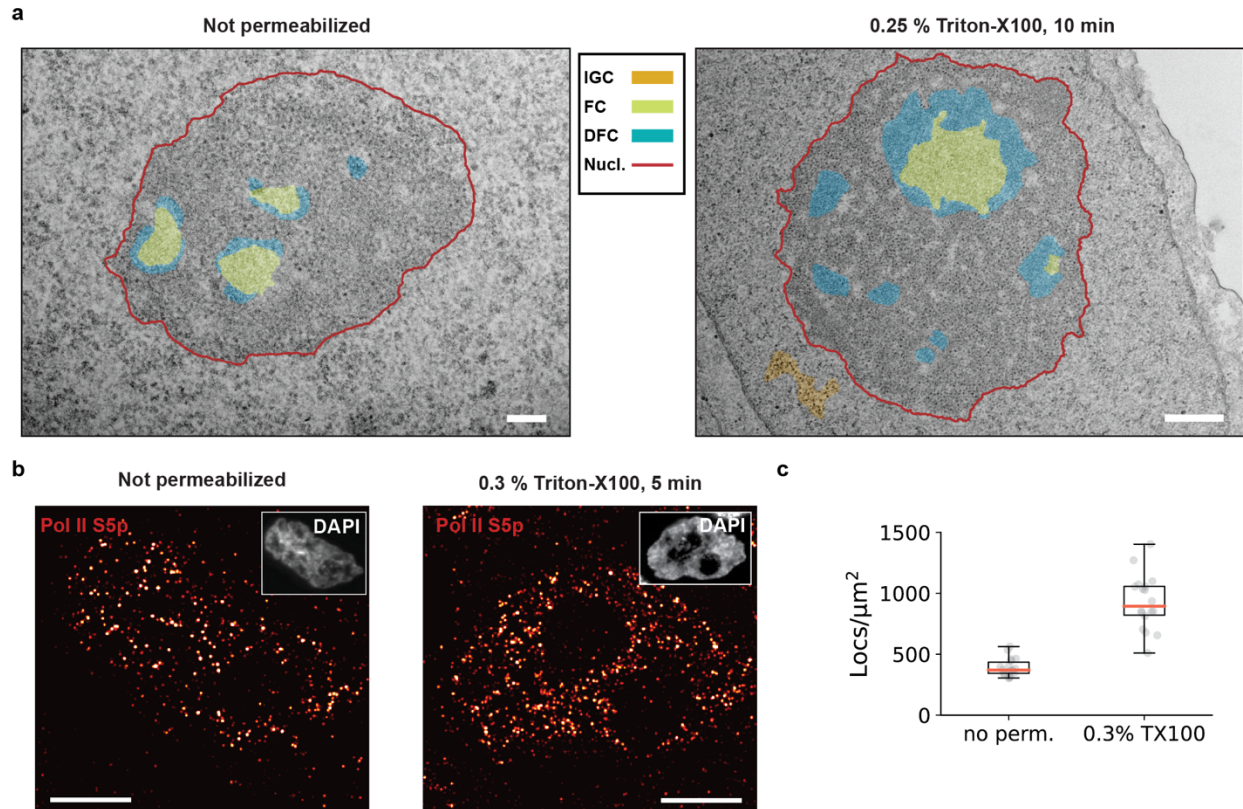 a
Not permeabilized
0.25 % Triton-X100, 10 min
IGC
FC
DFC
Nucl.
b
Not permeabilized
0.3 % Triton-X100, 5 min
c
Pol II S5p
DAPI
Pol II S5p
DAPI
Locs/µm²
1500
1000
500
0
no perm.
0.3% TX100